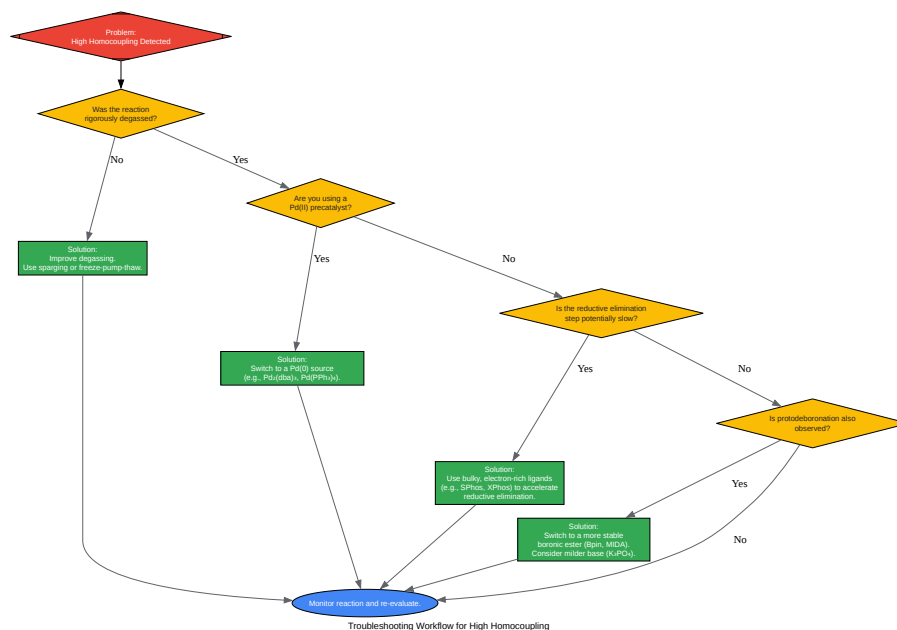 Problem:
High Homocoupling Detected
Was the reaction
rigorously degassed?
No
Yes
Are you using a
Pd(II) precatalyst?
Solution:
Improve degassing.
Use sparging or freeze-pump-thaw.
Yes
No
Is the reductive elimination
step potentially slow?
Solution:
Switch to a Pd(0) source
(e.g., Pd₂(dba)₃, Pd(PPh₃)₄).
Yes
No
Is protodeboronation also
observed?
Solution:
Use bulky, electron-rich ligands
(e.g., SPhos, XPhos) to accelerate
reductive elimination.
Yes
No
Solution:
Switch to a more stable
boronic ester (Bpin, MIDA).
Consider milder base (K₃PO₄).
Monitor reaction and re-evaluate.
Troubleshooting Workflow for High Homocoupling